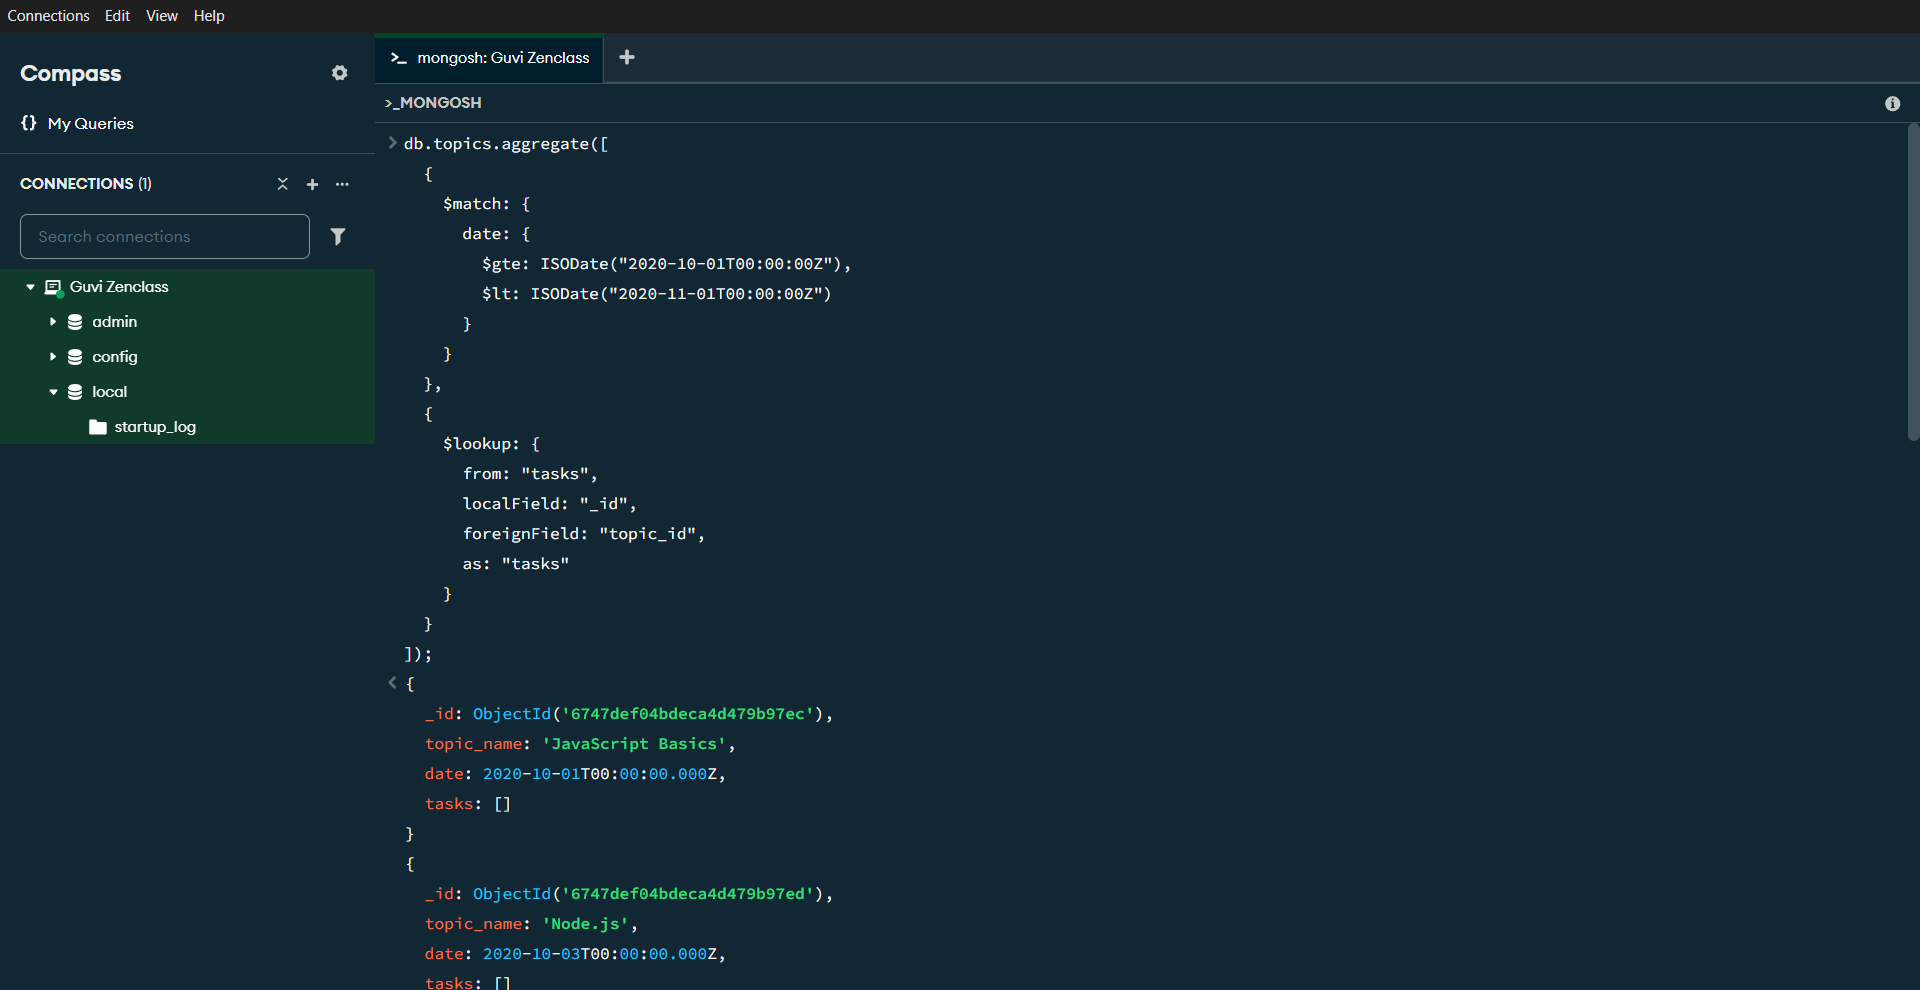 Connections Edit View Help
Compass
{} My Queries
CONNECTIONS (1)
Search connections
Guvi Zenclass
admin
config
local
startup_log
>_ mongosh: Guvi Zenclass +
>_MONGOSH
> db.topics.aggregate([
{
$match: {
date: {
$gte: ISODate("2020-10-01T00:00:00Z"),
$lt: ISODate("2020-11-01T00:00:00Z")
}
}
},
{
$lookup: {
from: "tasks",
localField: "_id",
foreignField: "topic_id",
as: "tasks"
}
}
]);
< {
_id: ObjectId('6747def04bdeca4d479b97ec'),
topic_name: 'JavaScript Basics',
date: 2020-10-01T00:00:00.000Z,
tasks: []
}
{
_id: ObjectId('6747def04bdeca4d479b97ed'),
topic_name: 'Node.js',
date: 2020-10-03T00:00:00.000Z,
tasks: []